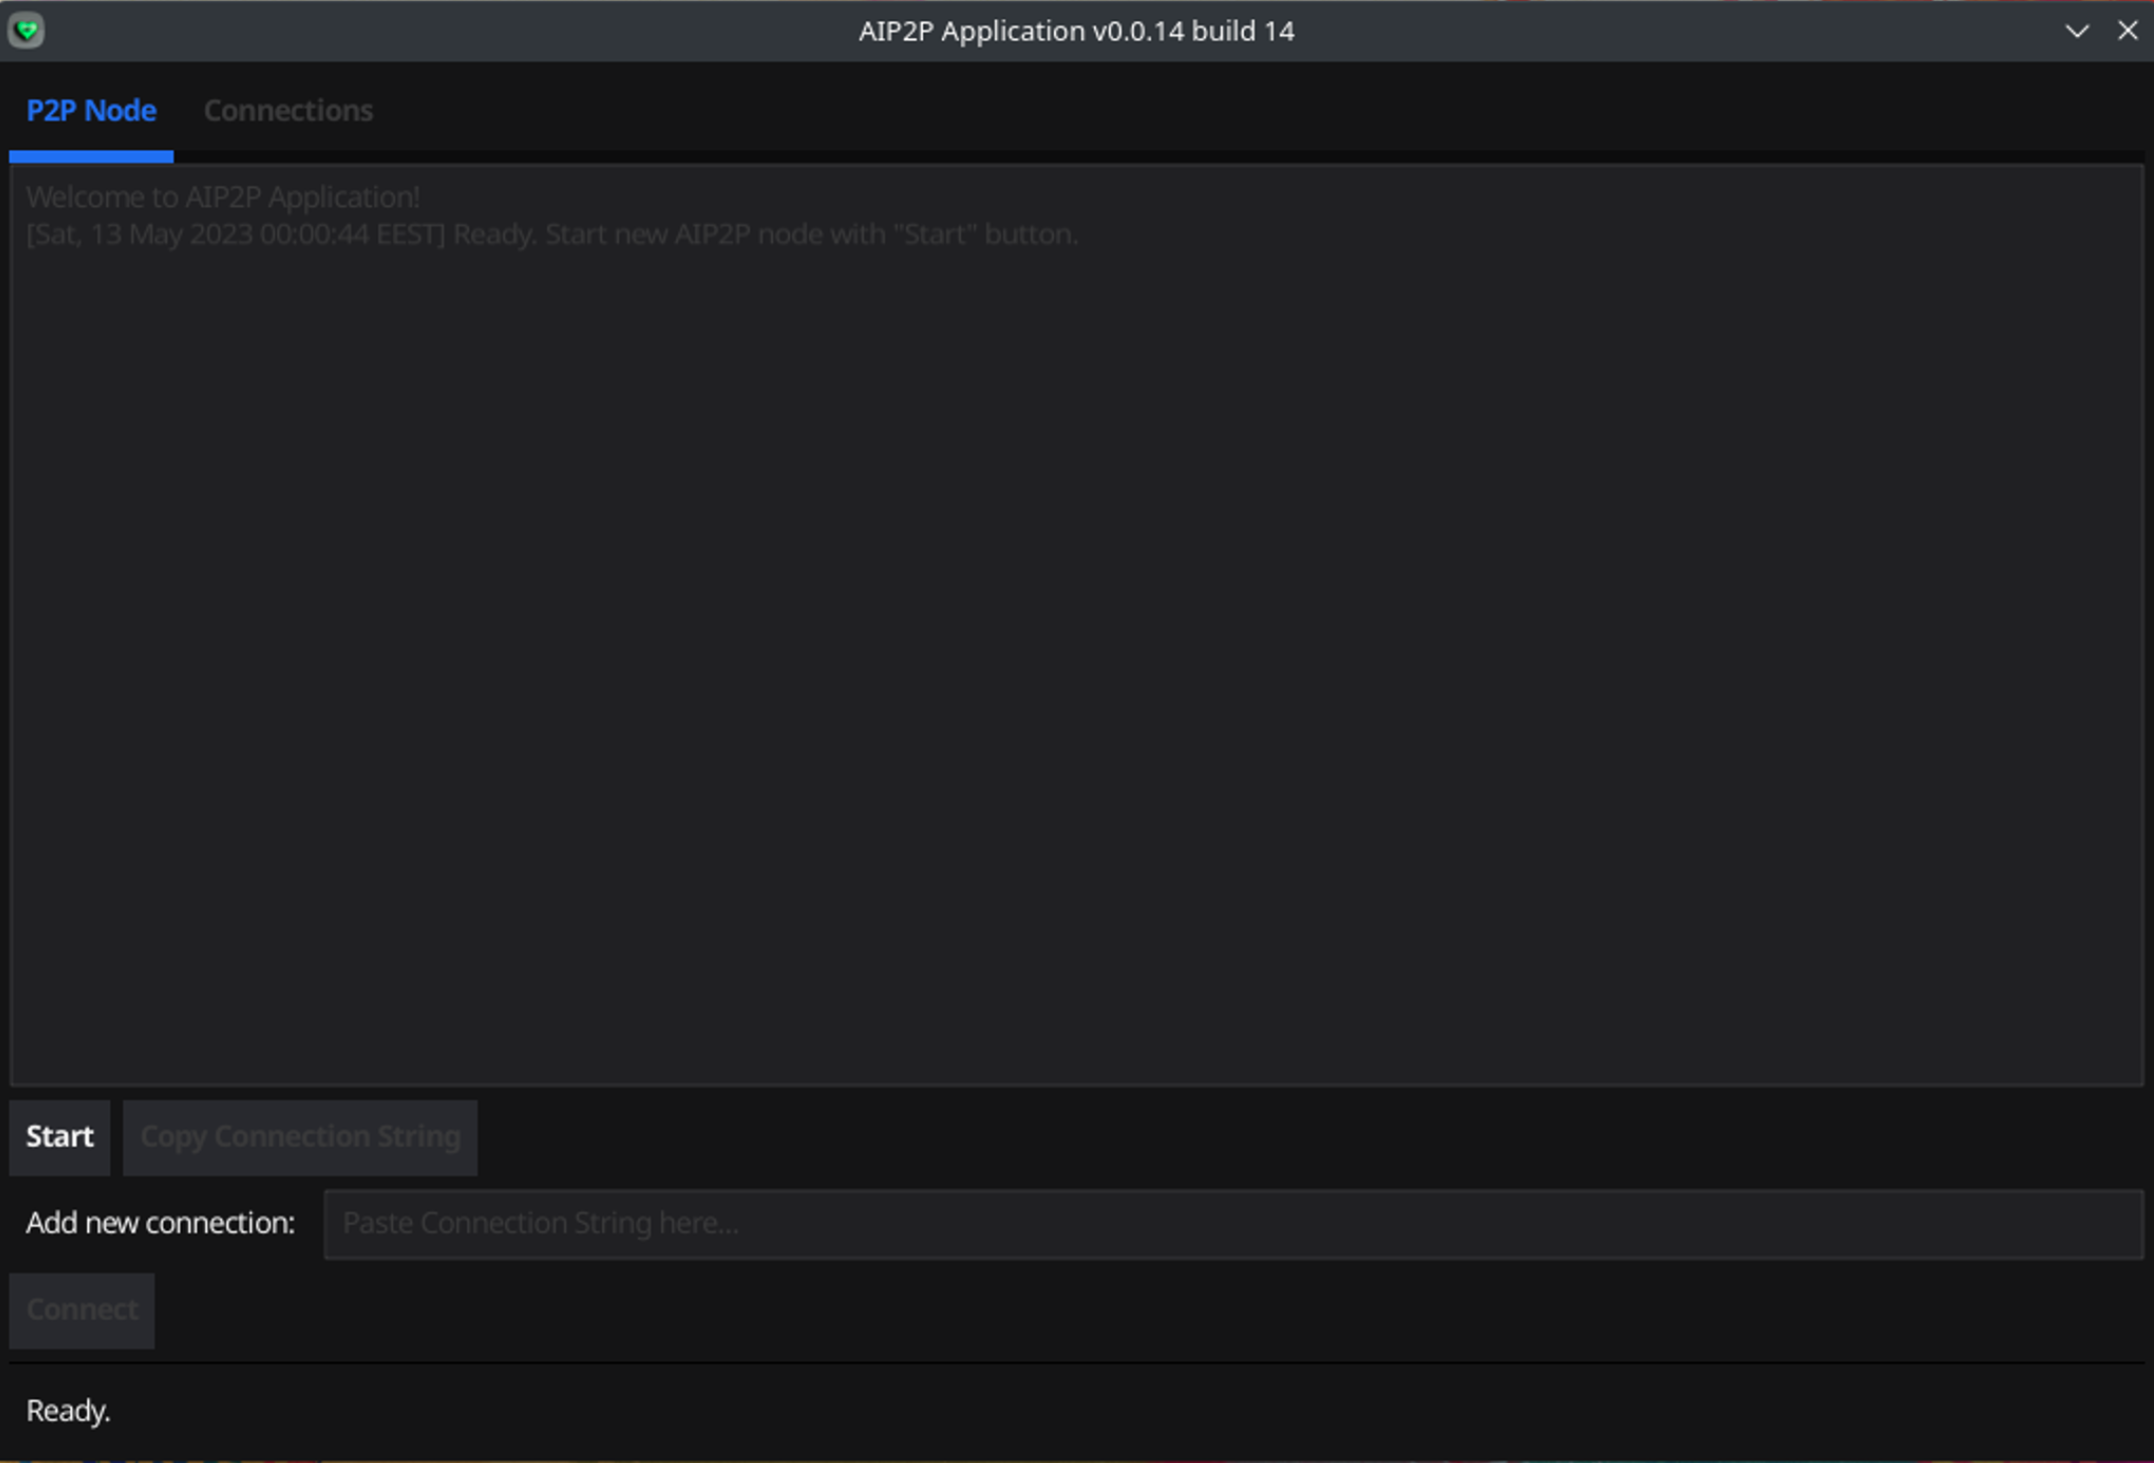 AIP2P Application v0.0.14 build 14
P2P Node Connections
Welcome to AIP2P Application!
[Sat, 13 May 2023 00:00:44 EEST] Ready. Start new AIP2P node with "Start" button.
Start Copy Connection String
Add new connection: Paste Connection String here...
Connect
Ready.